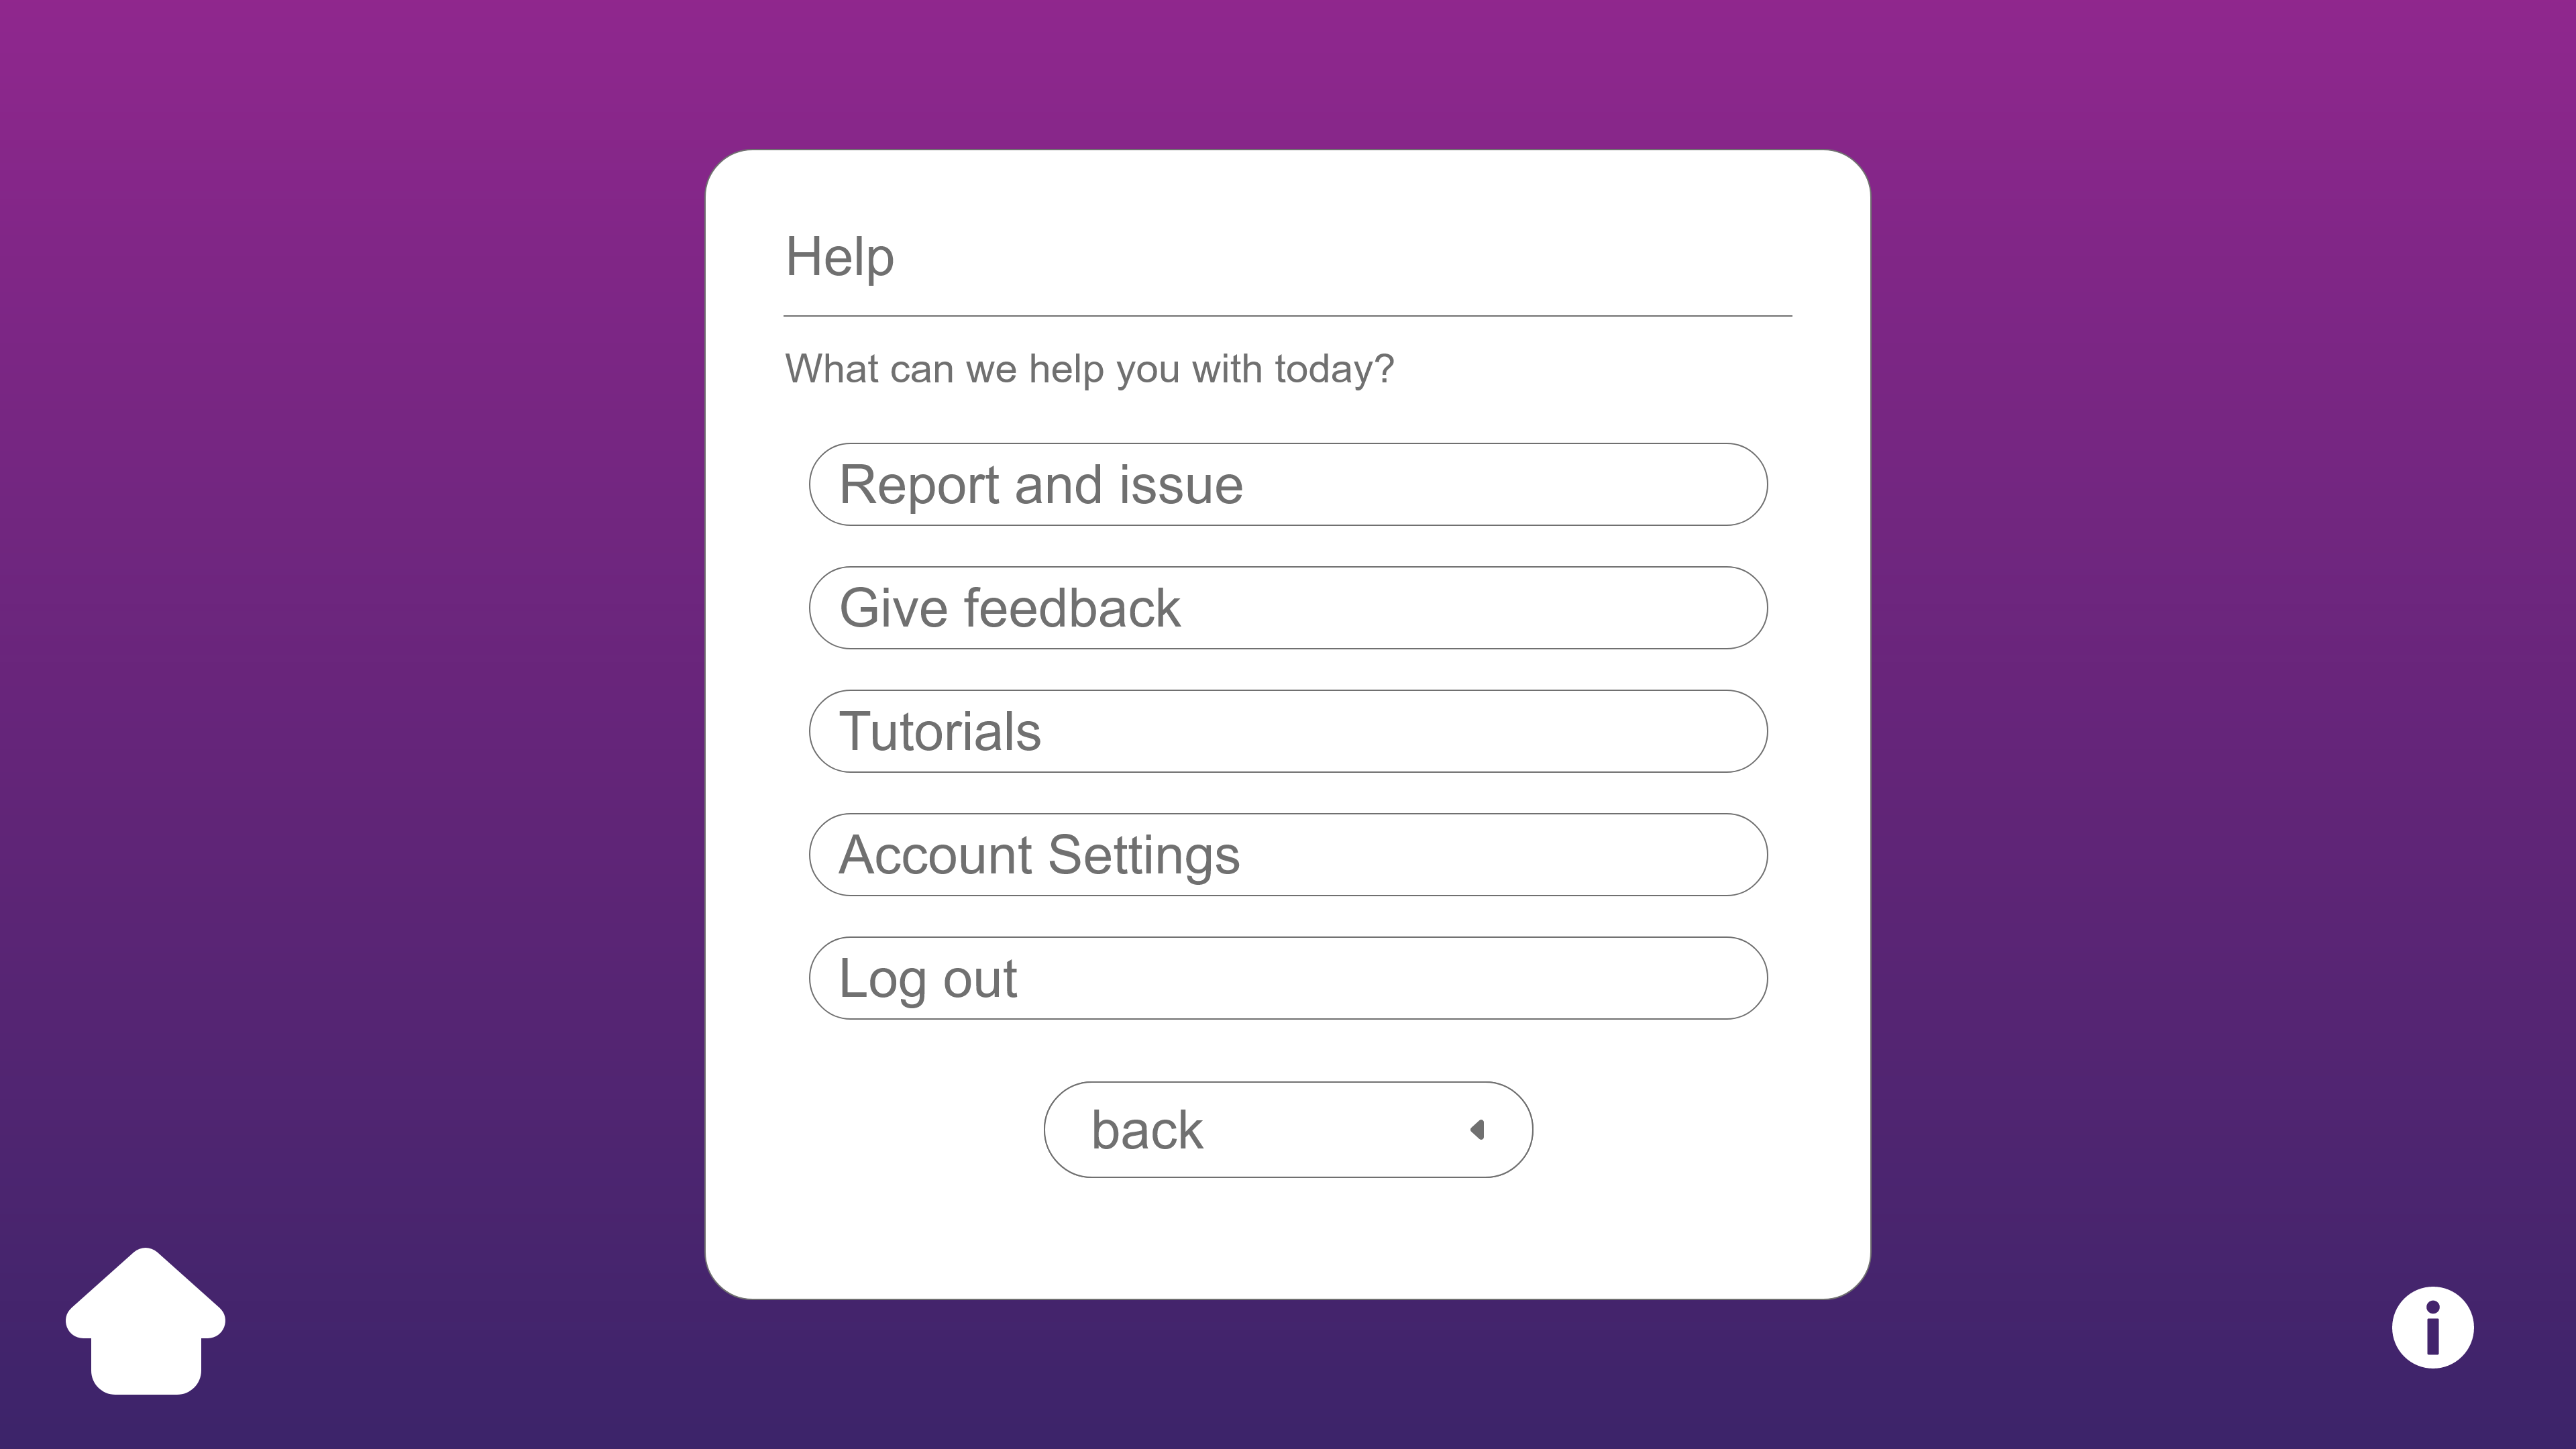 Help
What can we help you with today?
Report and issue
Give feedback
Tutorials
Account Settings
Log out
back